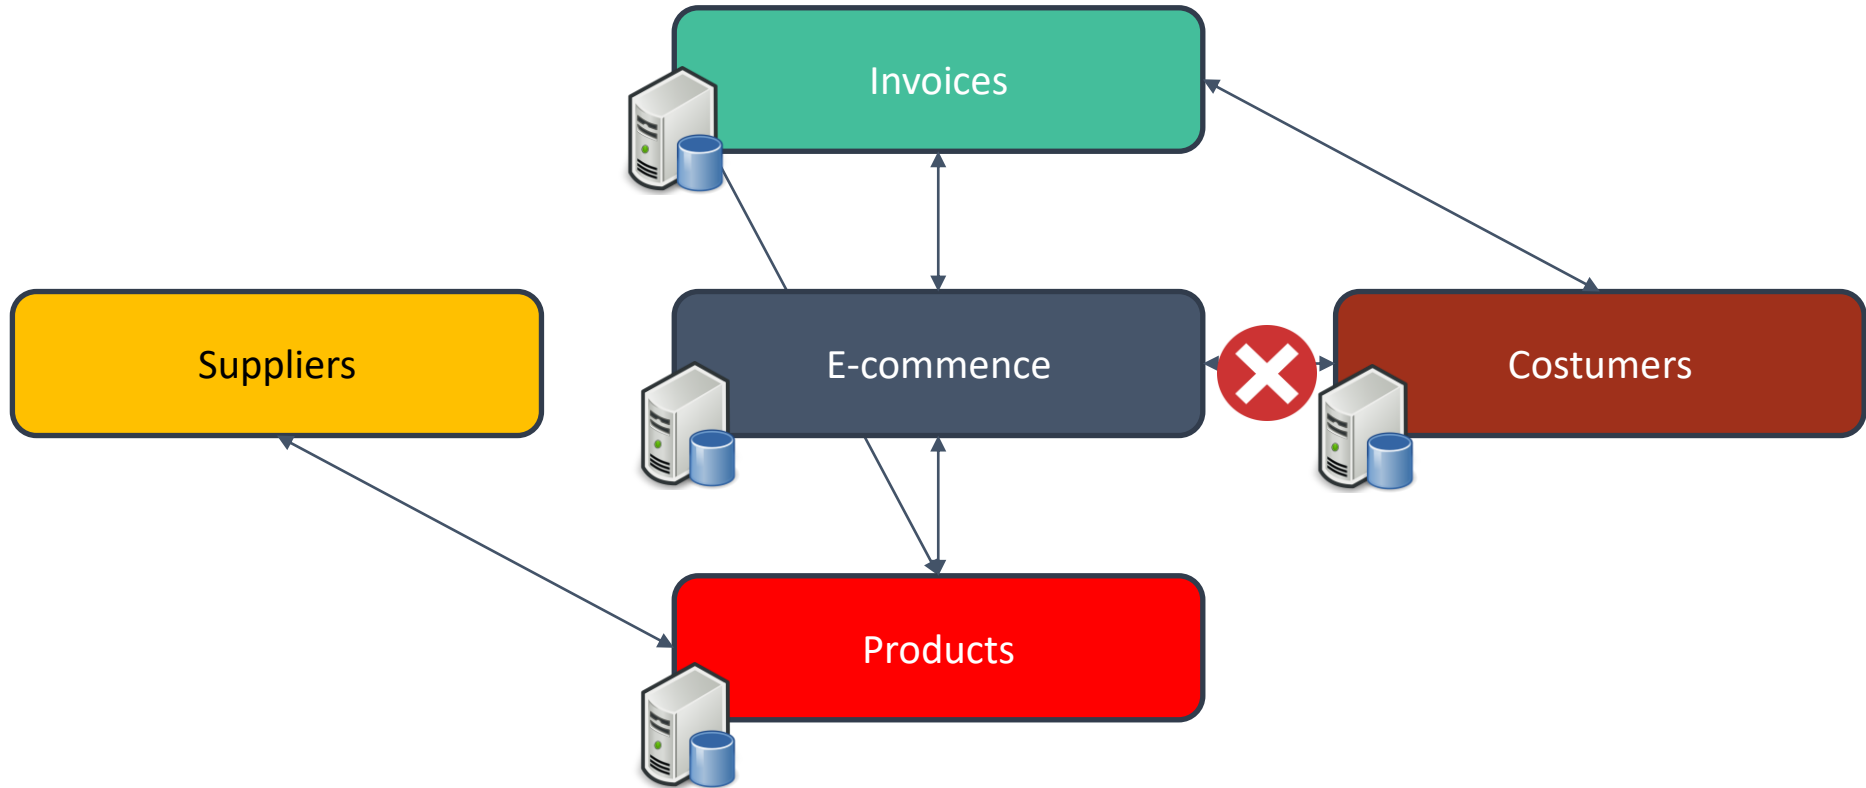 Invoices
Suppliers
E-commence
Costumers
Products